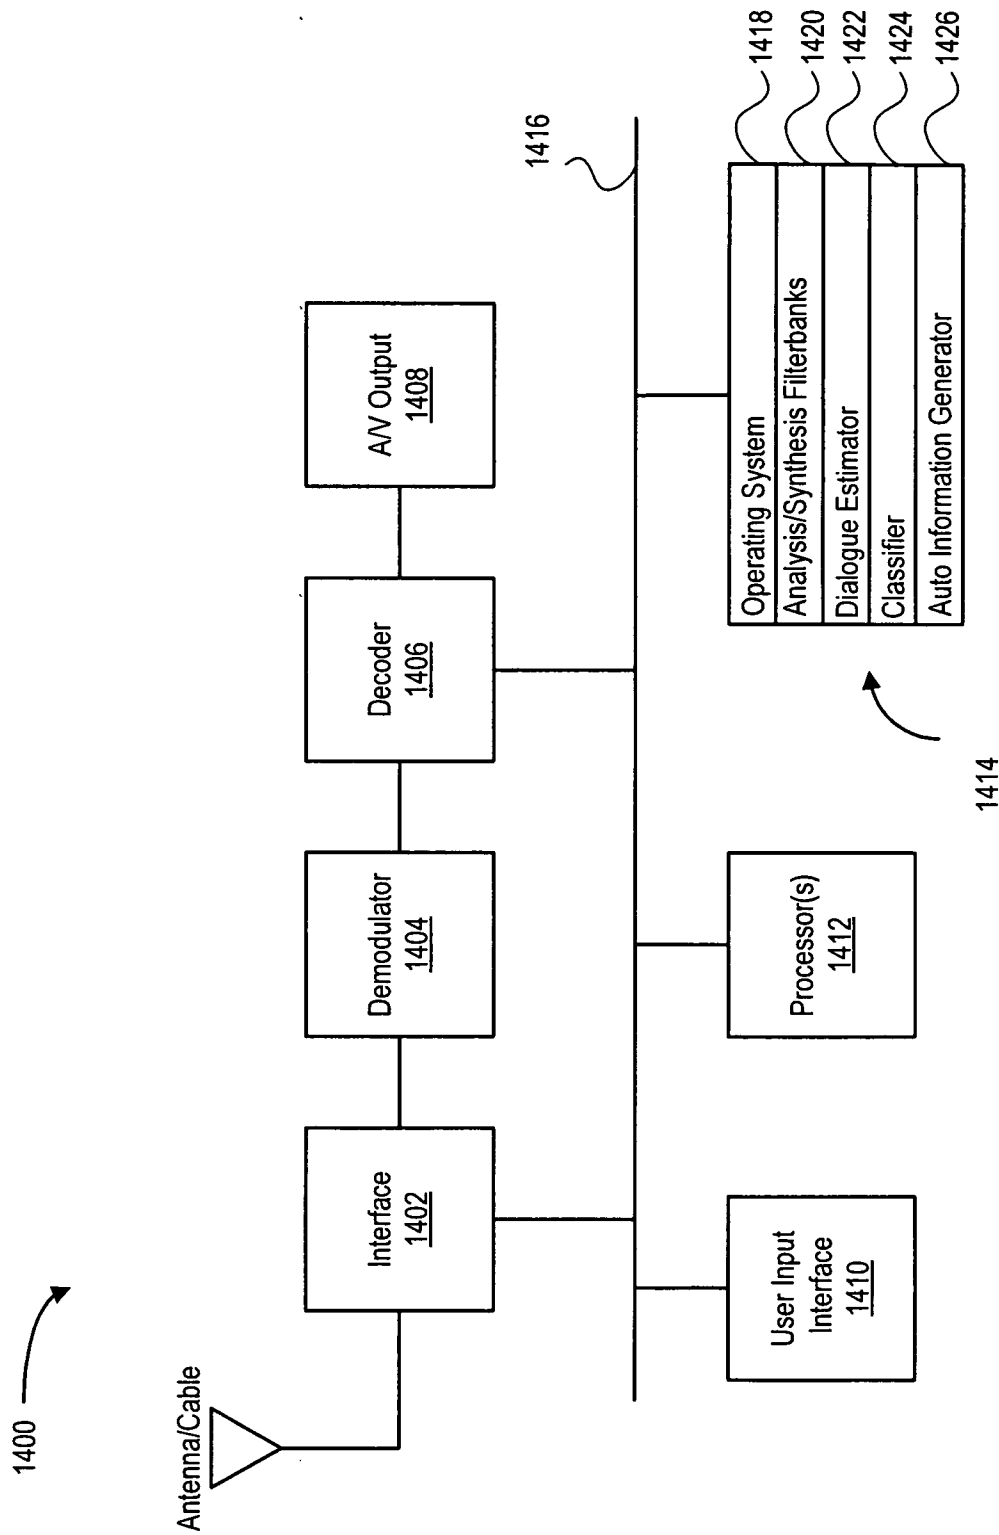 1400
Antenna/Cable
Interface
1402
Demodulator
1404
Decoder
1406
A/V Output
1408
1416
User Input
Interface
1410
Processor(s)
1412
1414
Operating System
1418
Analysis/Synthesis Filterbanks
1420
Dialogue Estimator
1422
Classifier
1424
Auto Information Generator
1426